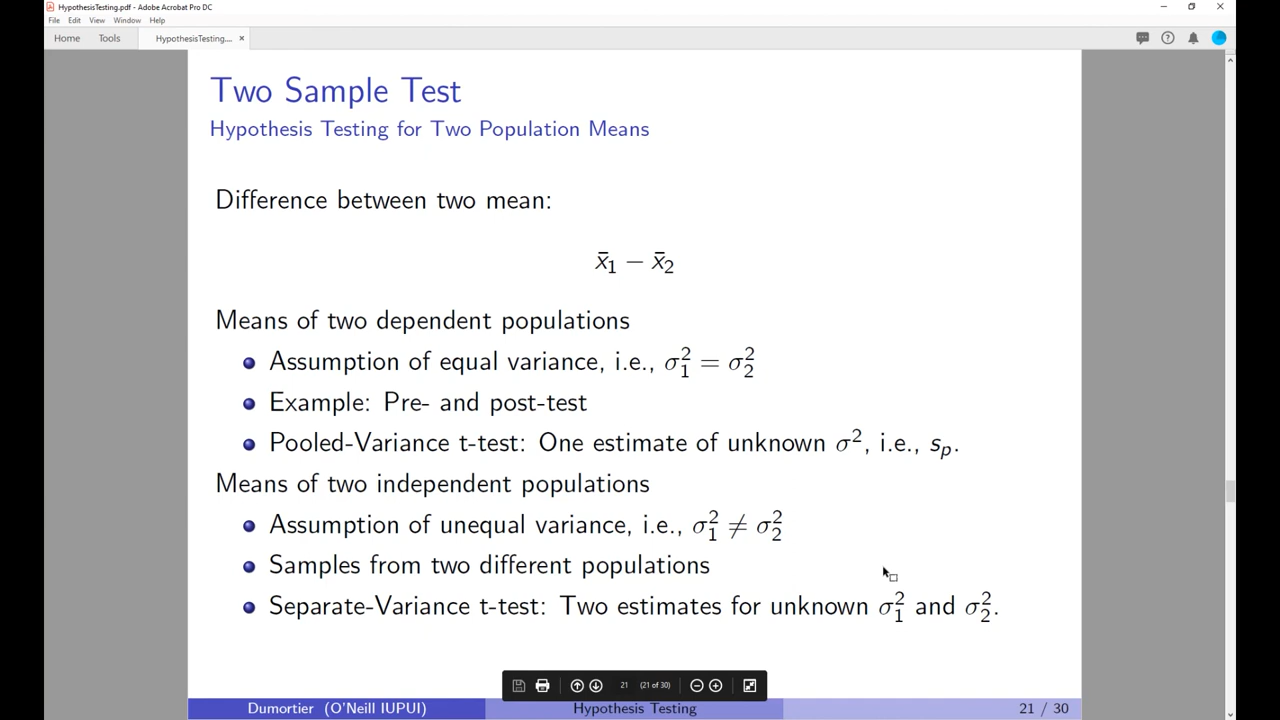 HypothesisTesting.pdf - Adobe Acrobat Pro DC
File Edit View Window Help
Home Tools HypothesisTesting.... ×
Two Sample Test
Hypothesis Testing for Two Population Means
Difference between two mean:
x̄₁ − x̄₂
Means of two dependent populations
Assumption of equal variance, i.e., σ₁² = σ₂²
Example: Pre- and post-test
Pooled-Variance t-test: One estimate of unknown σ², i.e., sₚ.
Means of two independent populations
Assumption of unequal variance, i.e., σ₁² ≠ σ₂²
Samples from two different populations
Separate-Variance t-test: Two estimates for unknown σ₁² and σ₂².
21 (21 of 30)
Dumortier (O'Neill IUPUI) Hypothesis Testing 21 / 30